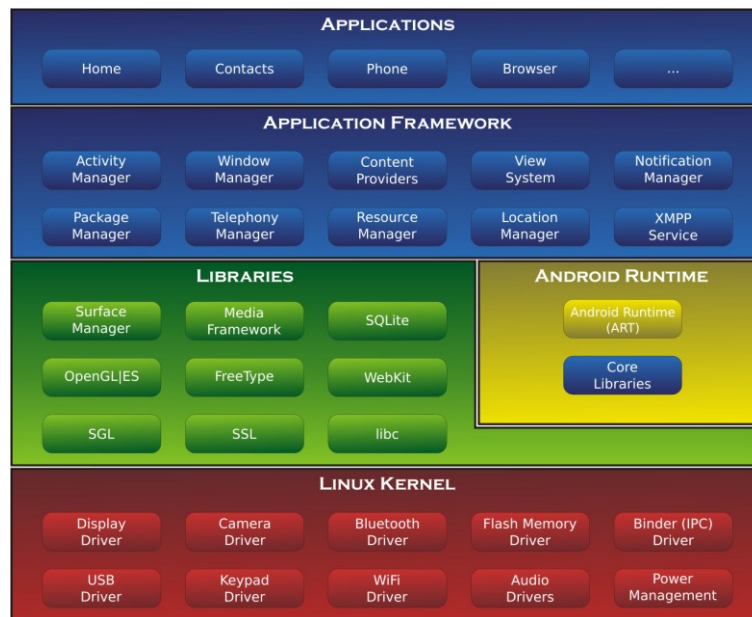 APPLICATIONS
Home
Contacts
Phone
Browser
...
APPLICATION FRAMEWORK
Activity
Manager
Window
Manager
Content
Providers
View
System
Notification
Manager
Package
Manager
Telephony
Manager
Resource
Manager
Location
Manager
XMPP
Service
LIBRARIES
Surface
Manager
Media
Framework
SQLite
OpenGL|ES
FreeType
WebKit
SGL
SSL
libc
ANDROID RUNTIME
Android Runtime
(ART)
Core
Libraries
LINUX KERNEL
Display
Driver
Camera
Driver
Bluetooth
Driver
Flash Memory
Driver
Binder (IPC)
Driver
USB
Driver
Keypad
Driver
WiFi
Driver
Audio
Drivers
Power
Management